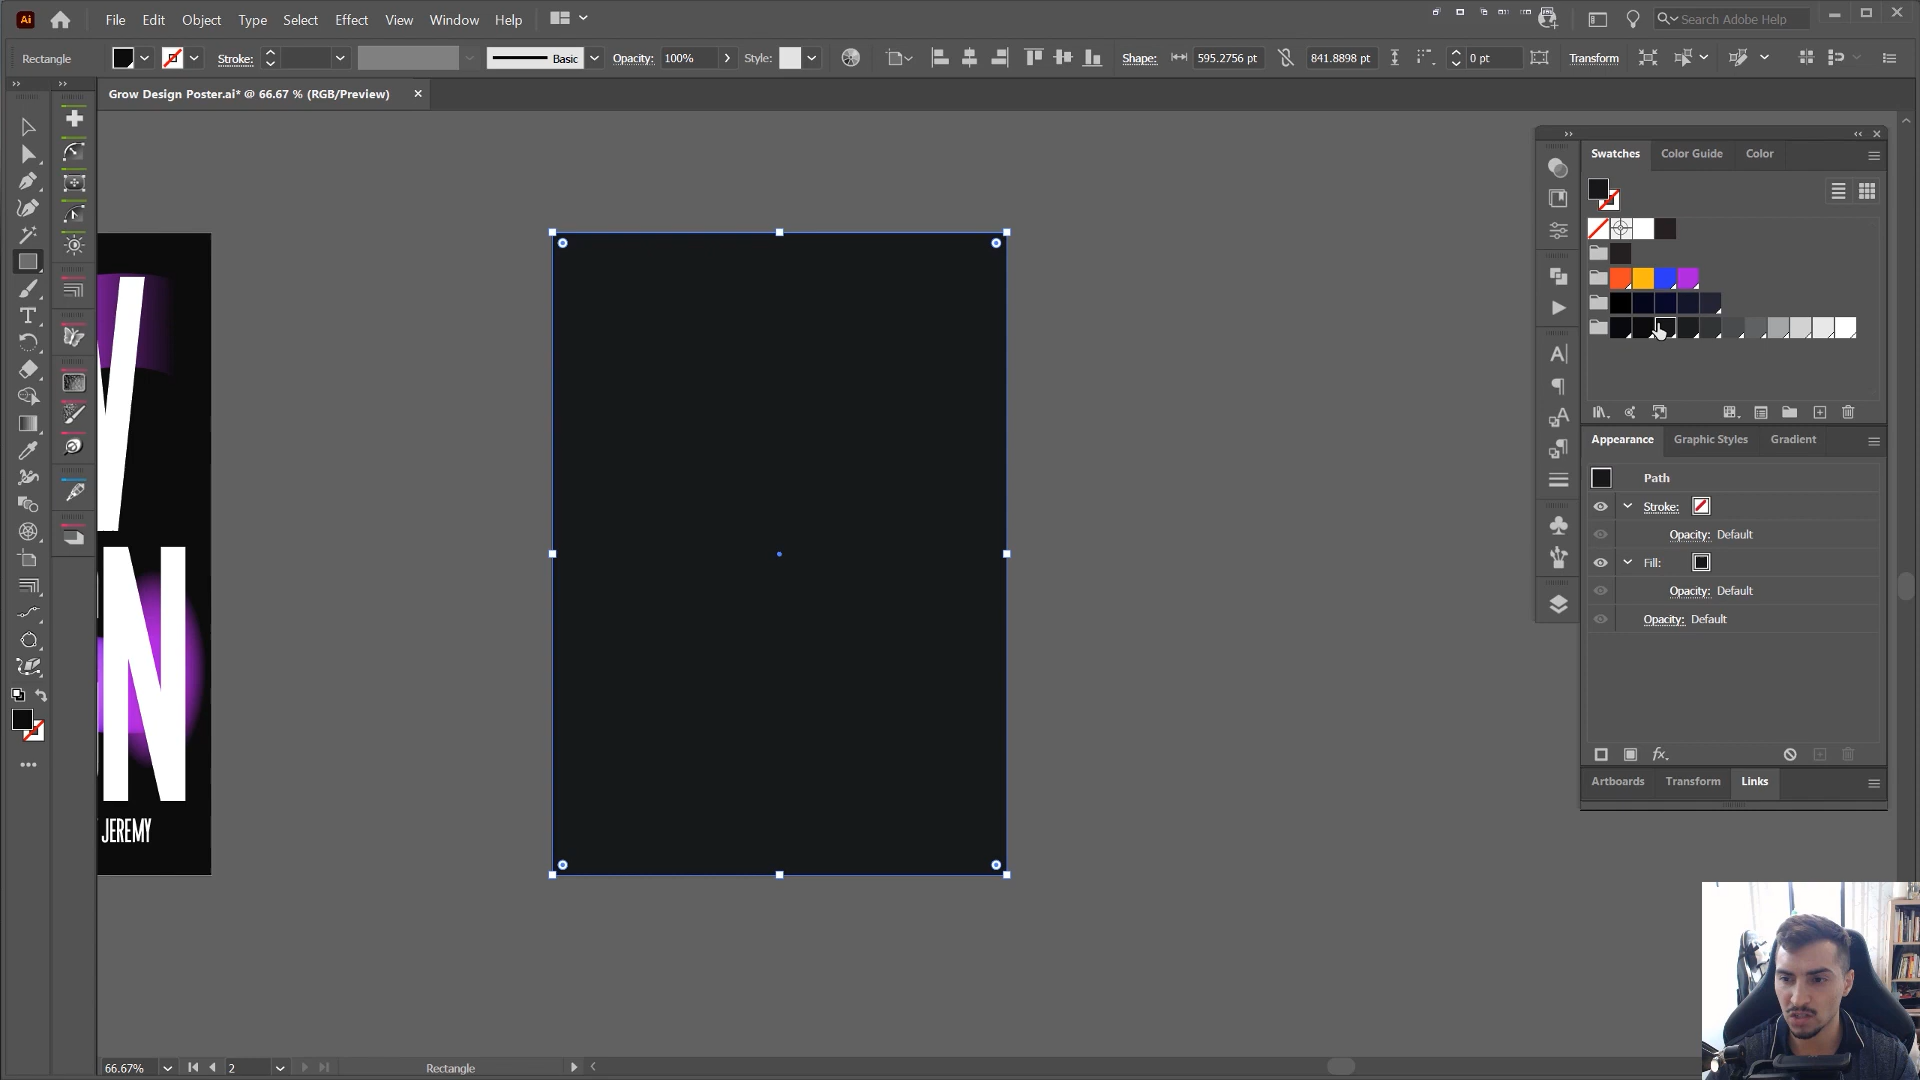 Ai File Edit Object Type Select Effect View Window Help Search Adobe Help
Rectangle Stroke: Basic Opacity: 100% Style: Shape: 595.2756 pt 841.8898 pt 0 pt Transform
Grow Design Poster.ai* @ 66.67 % (RGB/Preview)
Swatches Color Guide Color
Appearance Graphic Styles Gradient
Path
Stroke:
Opacity: Default
Fill:
Opacity: Default
Opacity: Default
fx
Artboards Transform Links
N
JEREMY
66.67% 2 Rectangle